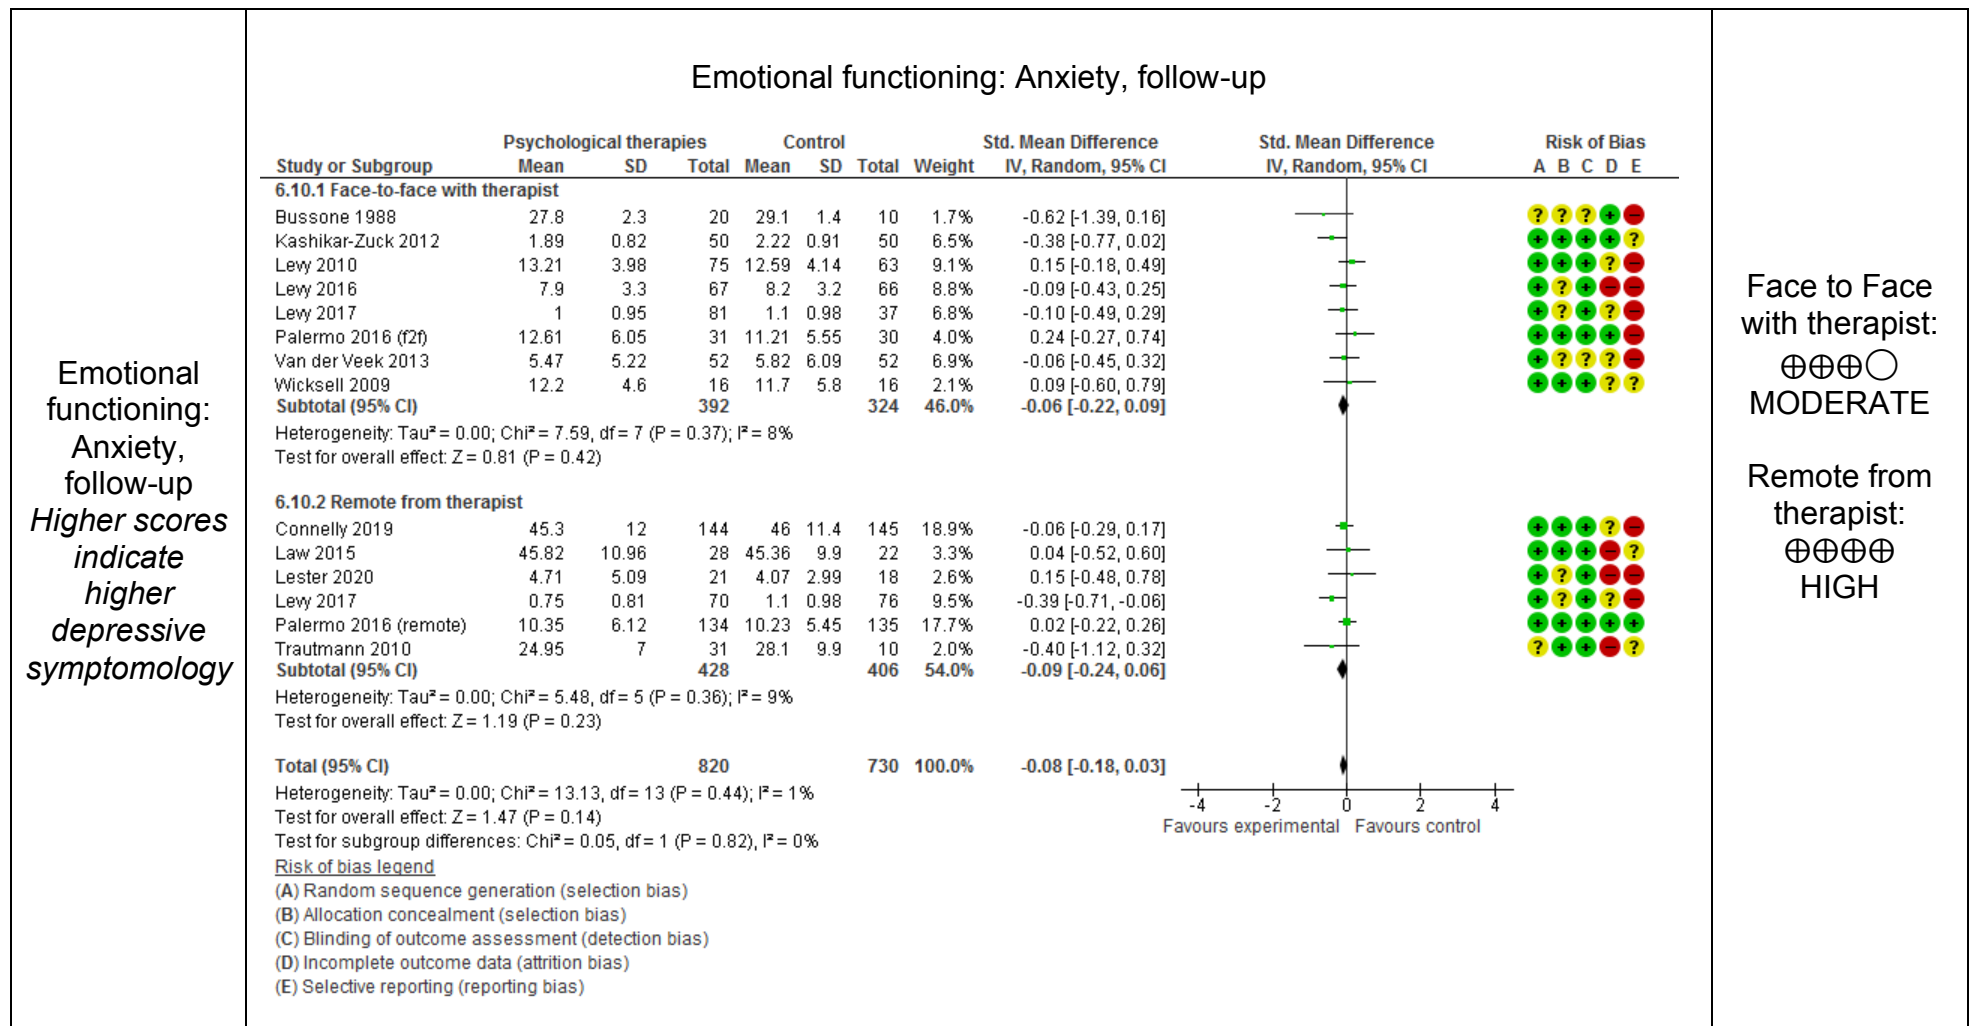 Emotional
functioning:
Anxiety,
follow-up
Higher scores
indicate
higher
depressive
symptomology
Emotional functioning: Anxiety, follow-up
Psychological therapies Control Std. Mean Difference Std. Mean Difference Risk of Bias
Study or Subgroup Mean SD Total Mean SD Total Weight IV, Random, 95% CI IV, Random, 95% CI A B C D E
6.10.1 Face-to-face with therapist
Bussone 1988 27.8 2.3 20 29.1 1.4 10 1.7% -0.62 [-1.39, 0.16] ? ? ? + −
Kashikar-Zuck 2012 1.89 0.82 50 2.22 0.91 50 6.5% -0.38 [-0.77, 0.02] + + + + ?
Levy 2010 13.21 3.98 75 12.59 4.14 63 9.1% 0.15 [-0.18, 0.49] + + + ? −
Levy 2016 7.9 3.3 67 8.2 3.2 66 8.8% -0.09 [-0.43, 0.25] + ? + − −
Levy 2017 1 0.95 81 1.1 0.98 37 6.8% -0.10 [-0.49, 0.29] + ? + ? −
Palermo 2016 (f2f) 12.61 6.05 31 11.21 5.55 30 4.0% 0.24 [-0.27, 0.74] + + + + −
Van der Veek 2013 5.47 5.22 52 5.82 6.09 52 6.9% -0.06 [-0.45, 0.32] + ? ? ? −
Wicksell 2009 12.2 4.6 16 11.7 5.8 16 2.1% 0.09 [-0.60, 0.79] + + + ? ?
Subtotal (95% CI) 392 324 46.0% -0.06 [-0.22, 0.09]
Heterogeneity: Tau² = 0.00; Chi² = 7.59, df = 7 (P = 0.37); I² = 8%
Test for overall effect: Z = 0.81 (P = 0.42)
6.10.2 Remote from therapist
Connelly 2019 45.3 12 144 46 11.4 145 18.9% -0.06 [-0.29, 0.17] + + + ? −
Law 2015 45.82 10.96 28 45.36 9.9 22 3.3% 0.04 [-0.52, 0.60] + + + − ?
Lester 2020 4.71 5.09 21 4.07 2.99 18 2.6% 0.15 [-0.48, 0.78] + ? + − −
Levy 2017 0.75 0.81 70 1.1 0.98 76 9.5% -0.39 [-0.71, -0.06] + ? + ? −
Palermo 2016 (remote) 10.35 6.12 134 10.23 5.45 135 17.7% 0.02 [-0.22, 0.26] + + + + +
Trautmann 2010 24.95 7 31 28.1 9.9 10 2.0% -0.40 [-1.12, 0.32] ? + + − ?
Subtotal (95% CI) 428 406 54.0% -0.09 [-0.24, 0.06]
Heterogeneity: Tau² = 0.00; Chi² = 5.48, df = 5 (P = 0.36); I² = 9%
Test for overall effect: Z = 1.19 (P = 0.23)
Total (95% CI) 820 730 100.0% -0.08 [-0.18, 0.03]
Heterogeneity: Tau² = 0.00; Chi² = 13.13, df = 13 (P = 0.44); I² = 1%
Test for overall effect: Z = 1.47 (P = 0.14)
Test for subgroup differences: Chi² = 0.05, df = 1 (P = 0.82), I² = 0%
-4 -2 0 2 4
Favours experimental Favours control
Risk of bias legend
(A) Random sequence generation (selection bias)
(B) Allocation concealment (selection bias)
(C) Blinding of outcome assessment (detection bias)
(D) Incomplete outcome data (attrition bias)
(E) Selective reporting (reporting bias)
Face to Face
with therapist:
⊕⊕⊕◯
MODERATE
Remote from
therapist:
⊕⊕⊕⊕
HIGH